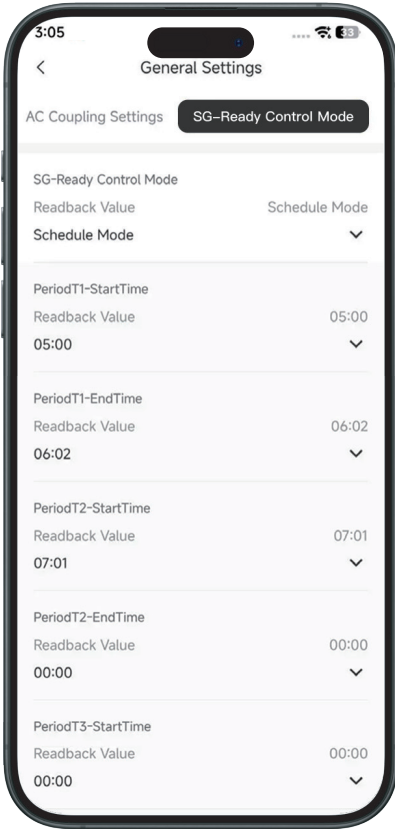 3:05
33
General Settings
AC Coupling Settings SG-Ready Control Mode
SG-Ready Control Mode
Readback Value Schedule Mode
Schedule Mode
PeriodT1-StartTime
Readback Value 05:00
05:00
PeriodT1-EndTime
Readback Value 06:02
06:02
PeriodT2-StartTime
Readback Value 07:01
07:01
PeriodT2-EndTime
Readback Value 00:00
00:00
PeriodT3-StartTime
Readback Value 00:00
00:00